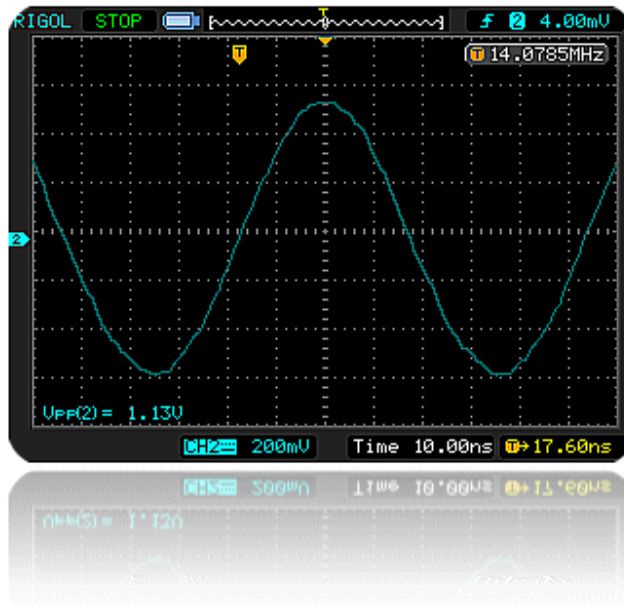 RIGOL STOP ƒ 2 4.00mV
T 14.0785MHz
2
Vpp(2)= 1.13V
CH2 200mV Time 10.00ns T→17.60ns